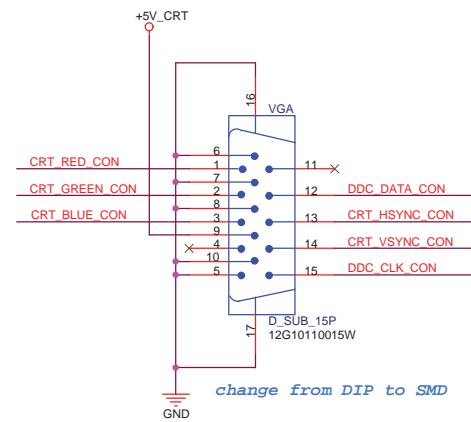 +5V_CRT
16
VGA
6
CRT_RED_CON 1 11
7
CRT_GREEN_CON 2 12 DDC_DATA_CON
8
CRT_BLUE_CON 3 13 CRT_HSYNC_CON
9
4 14 CRT_VSYNC_CON
10
5 15 DDC_CLK_CON
17
D_SUB_15P
12G10110015W
change from DIP to SMD
GND